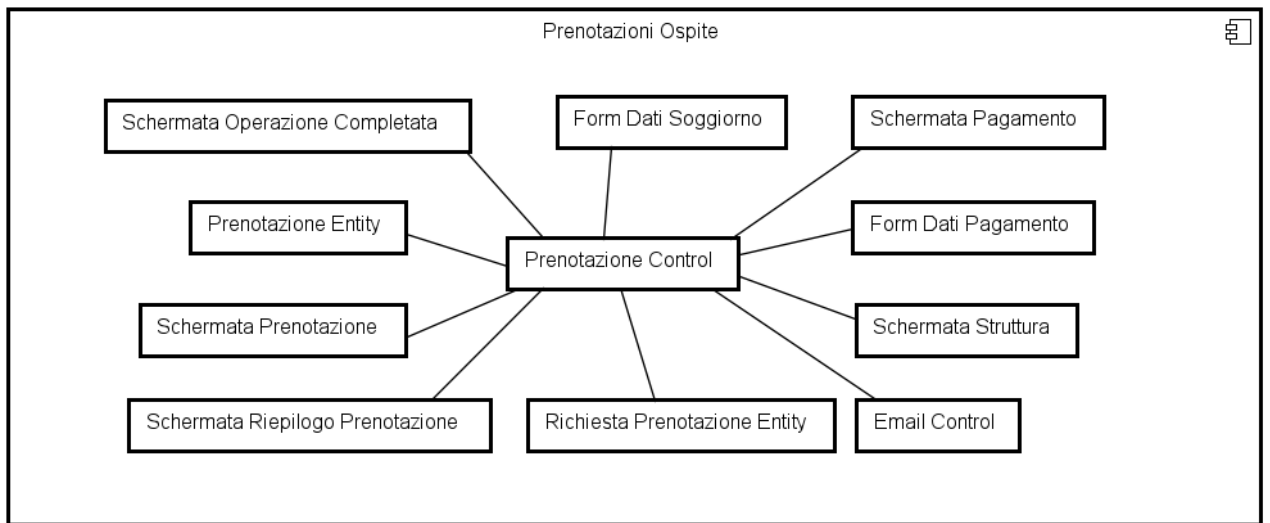 Prenotazioni Ospite
Schermata Operazione Completata
Form Dati Soggiorno
Schermata Pagamento
Prenotazione Entity
Form Dati Pagamento
Prenotazione Control
Schermata Prenotazione
Schermata Struttura
Schermata Riepilogo Prenotazione
Richiesta Prenotazione Entity
Email Control